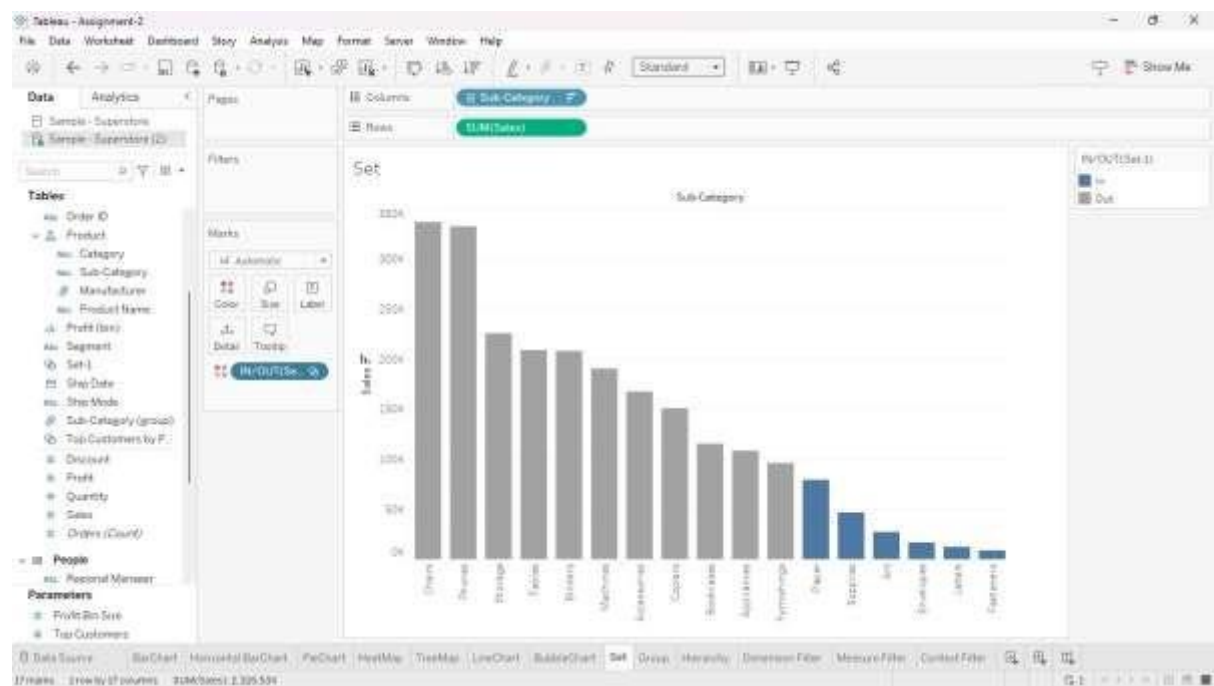 Tableau - Assignment-2
File Data Worksheet Dashboard Story Analysis Map Format Server Window Help
Standard
Show Me
Data Analytics
Sample - Superstore
Sample - Superstore (2)
Search
Tables
Order ID
Product
Category
Sub-Category
Manufacturer
Product Name
Profit (bin)
Segment
Set-1
Ship Date
Ship Mode
Sub-Category (group)
Top Customers by P...
Discount
Profit
Quantity
Sales
Orders (Count)
People
Regional Manager
Parameters
Profit Bin Size
Top Customers
Pages
Filters
Marks
Automatic
Color Size Label
Detail Tooltip
IN/OUT(Se..
Columns
Sub-Category
Rows
SUM(Sales)
Set
Sub-Category
300K
250K
200K
150K
100K
50K
0K
Sales
Chairs
Phones
Storage
Tables
Binders
Machines
Accessories
Copiers
Bookcases
Appliances
Furnishings
Paper
Supplies
Art
Envelopes
Labels
Fasteners
IN/OUT(Set-1)
In
Out
Data Source BarChart Horizontal BarChart PieChart HeatMap TreeMap LineChart BubbleChart Set Group Hierarchy Dimension Filter Measure Filter Context Filter
17 marks 1 row by 17 columns SUM(Sales): 2,326,534